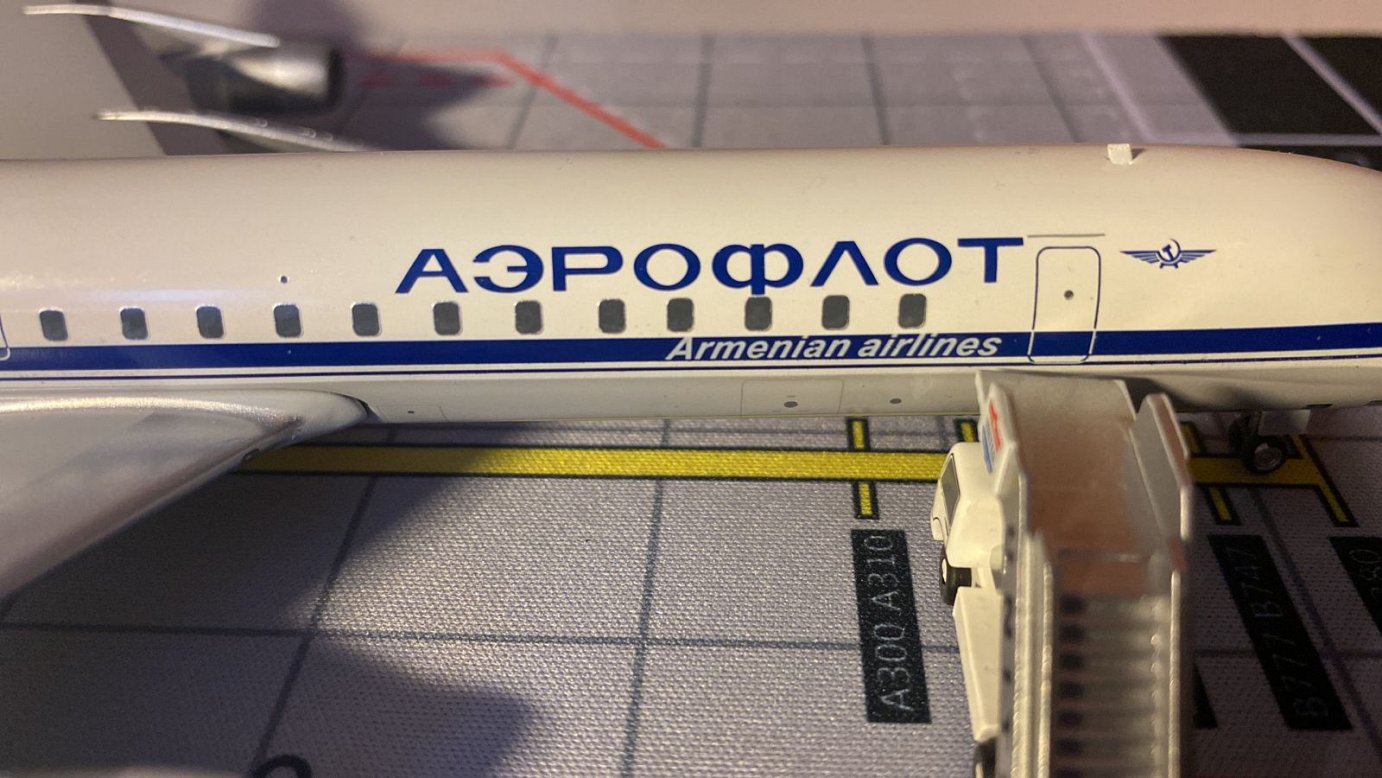 АЭРОФЛОТ
Armenian airlines
A300 A310
B777 B747